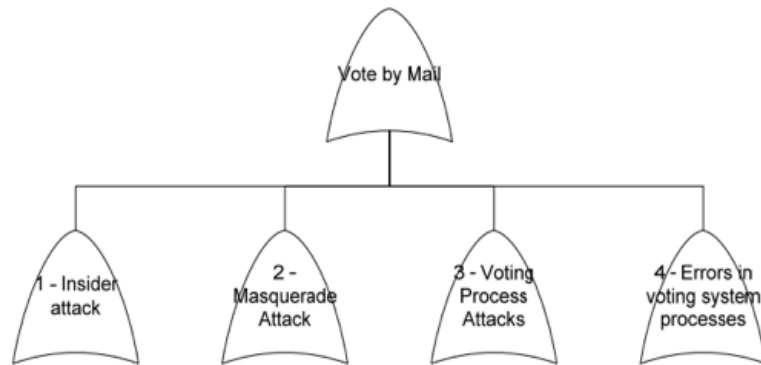 Vote by Mail
1 - Insider
attack
2 -
Masquerade
Attack
3 - Voting
Process
Attacks
4 - Errors in
voting system
processes